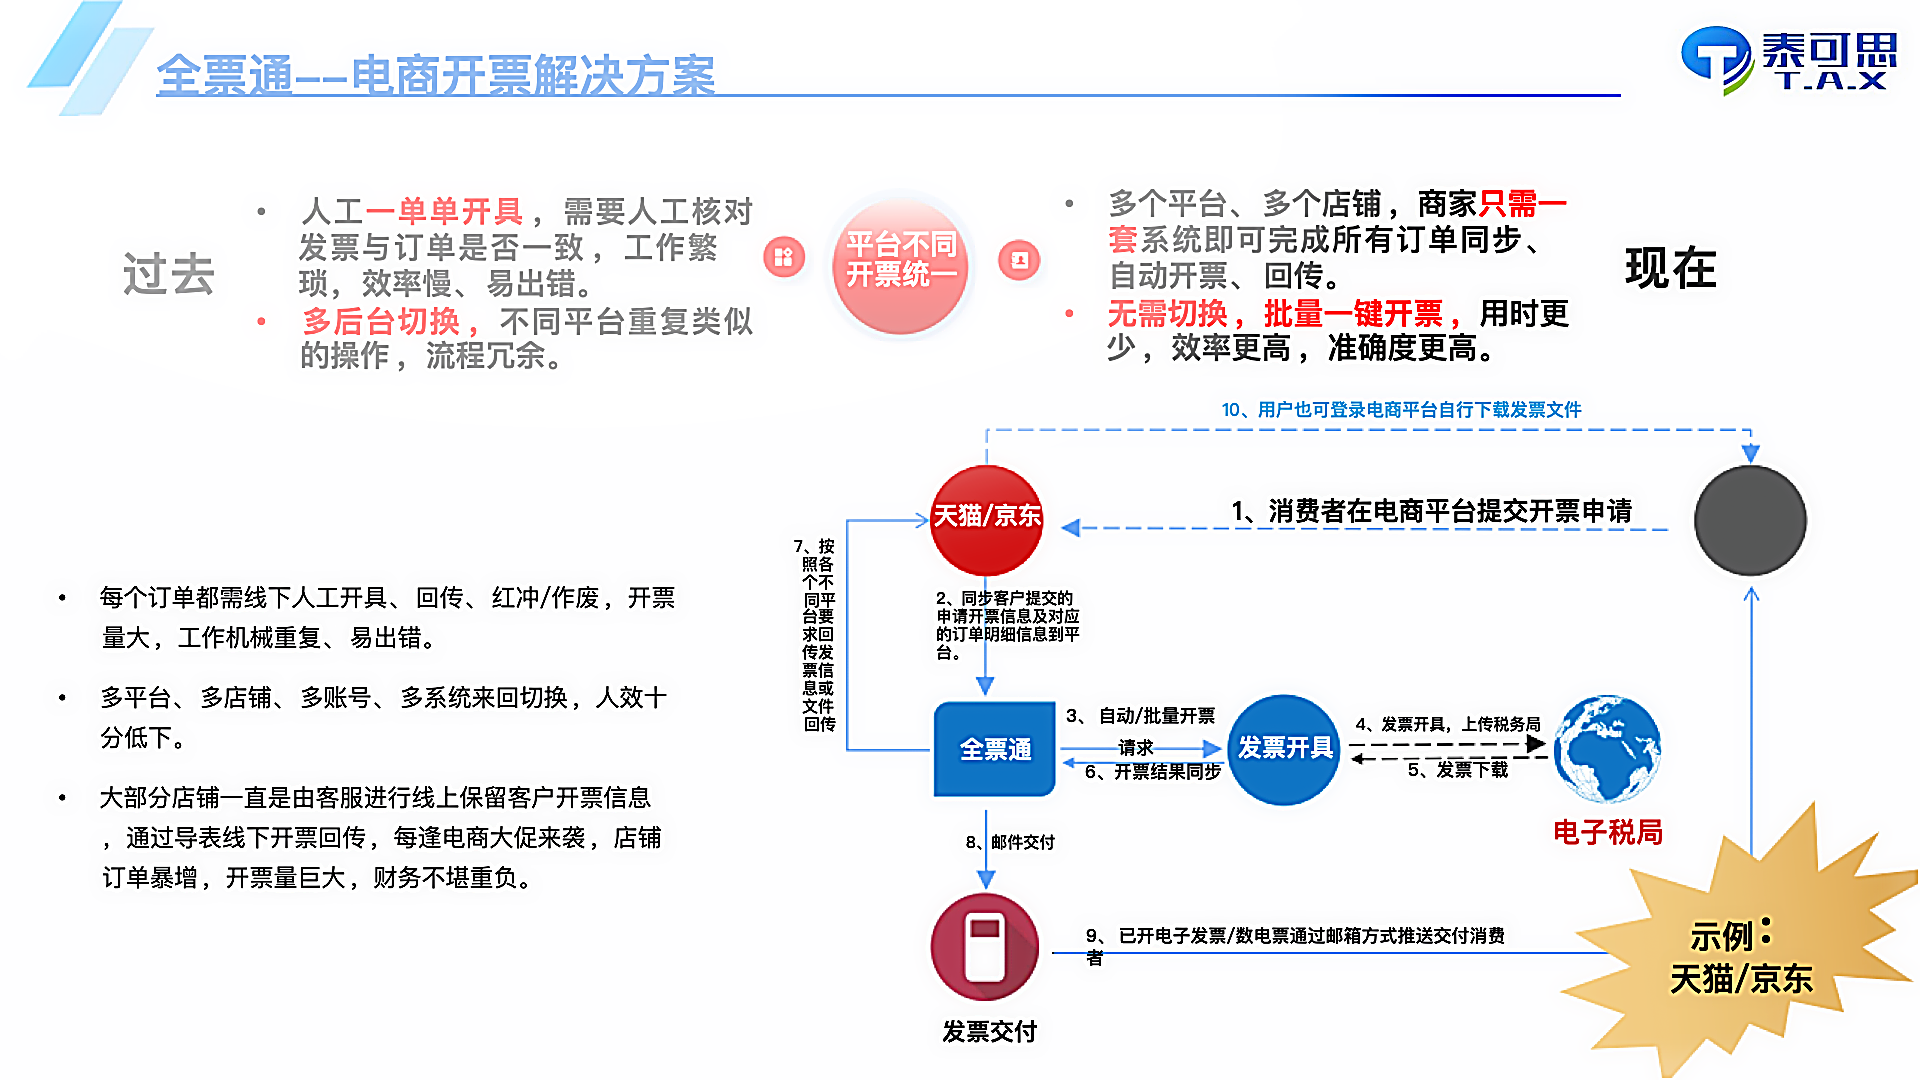 全票通--电商开票解决方案
泰可思
T.A.X
过去
• 人工一单单开具，需要人工核对
发票与订单是否一致，工作繁
琐，效率慢、易出错。
• 多后台切换，不同平台重复类似
的操作，流程冗余。
平台不同
开票统一
• 多个平台、多个店铺，商家只需一
套系统即可完成所有订单同步、
自动开票、回传。
• 无需切换，批量一键开票，用时更
少，效率更高，准确度更高。
现在
• 每个订单都需线下人工开具、回传、红冲/作废，开票
量大，工作机械重复、易出错。
• 多平台、多店铺、多账号、多系统来回切换，人效十
分低下。
• 大部分店铺一直是由客服进行线上保留客户开票信息
，通过导表线下开票回传，每逢电商大促来袭，店铺
订单暴增，开票量巨大，财务不堪重负。
10、用户也可登录电商平台自行下载发票文件
天猫/京东
1、消费者在电商平台提交开票申请
7、按
照各
个不
同平
台要
求回
传发
票信
息或
文件
回传
2、同步客户提交的
申请开票信息及对应
的订单明细信息到平
台。
全票通
3、自动/批量开票
请求
6、开票结果同步
发票开具
4、发票开具，上传税务局
5、发票下载
电子税局
8、邮件交付
发票交付
9、已开电子发票/数电票通过邮箱方式推送交付消费
者
示例：
天猫/京东